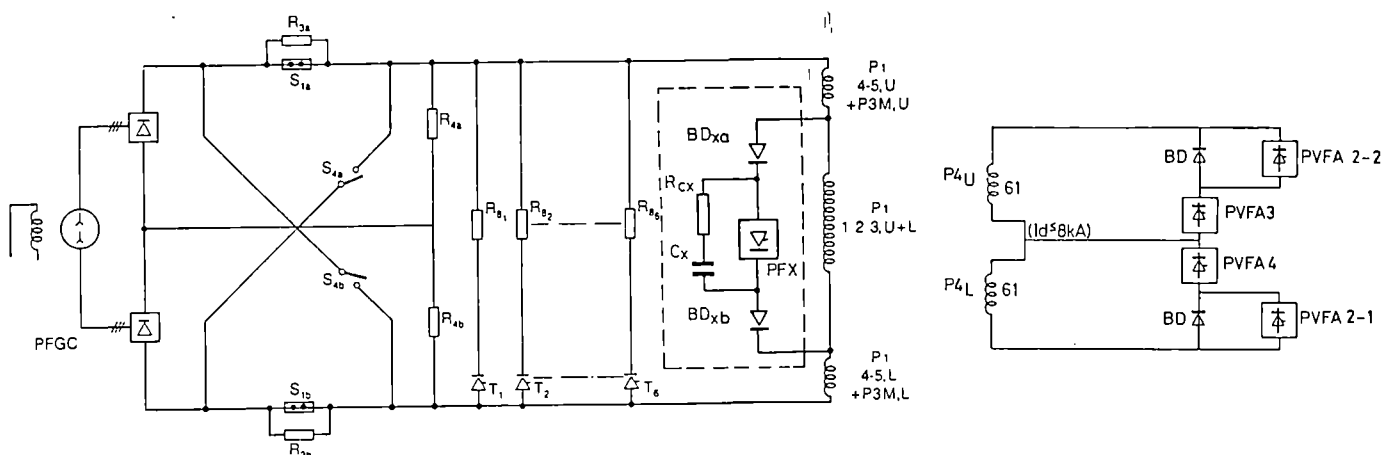 R3a
S1a
P1
4-5,U
+P3M,U
R4a
BDxa
S4a
RCX
R81
R82
R86
P1
1 2 3,U+L
CX
PFX
S4b
R4b
BDxb
PFGC
T1
T2
T6
P1
4-5,L
+P3M,L
S1b
R3b
BD
PVFA 2-2
P4U
61
PVFA3
(Id≤8kA)
PVFA4
P4L
61
BD
PVFA 2-1